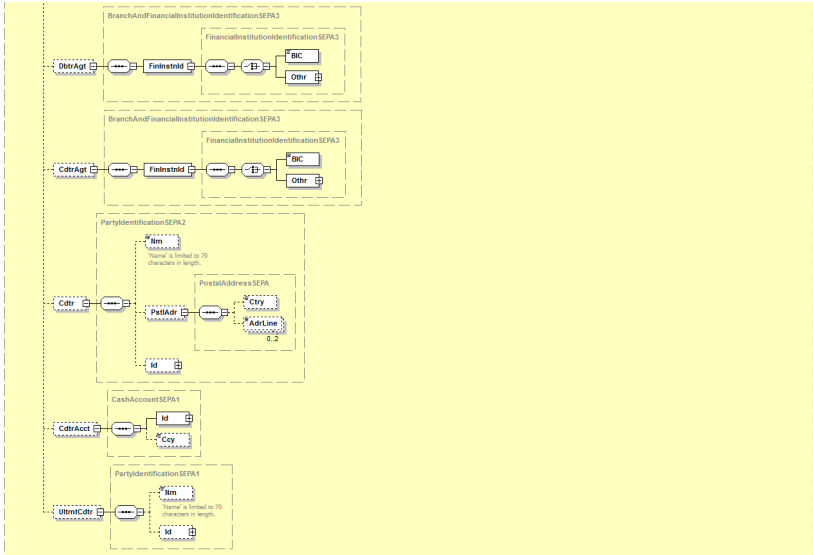 BranchAndFinancialInstitutionIdentificationSEPA3
FinancialInstitutionIdentificationSEPA3
BIC
DbtrAgt
FinInstnId
Othr
BranchAndFinancialInstitutionIdentificationSEPA3
FinancialInstitutionIdentificationSEPA3
BIC
CdtrAgt
FinInstnId
Othr
PartyIdentificationSEPA2
Nm
'Name' is limited to 70
characters in length.
PostalAddressSEPA
Ctry
Cdtr
PstlAdr
AdrLine
0..2
Id
CashAccountSEPA1
Id
CdtrAcct
Ccy
PartyIdentificationSEPA1
Nm
'Name' is limited to 70
characters in length.
UltmtCdtr
Id